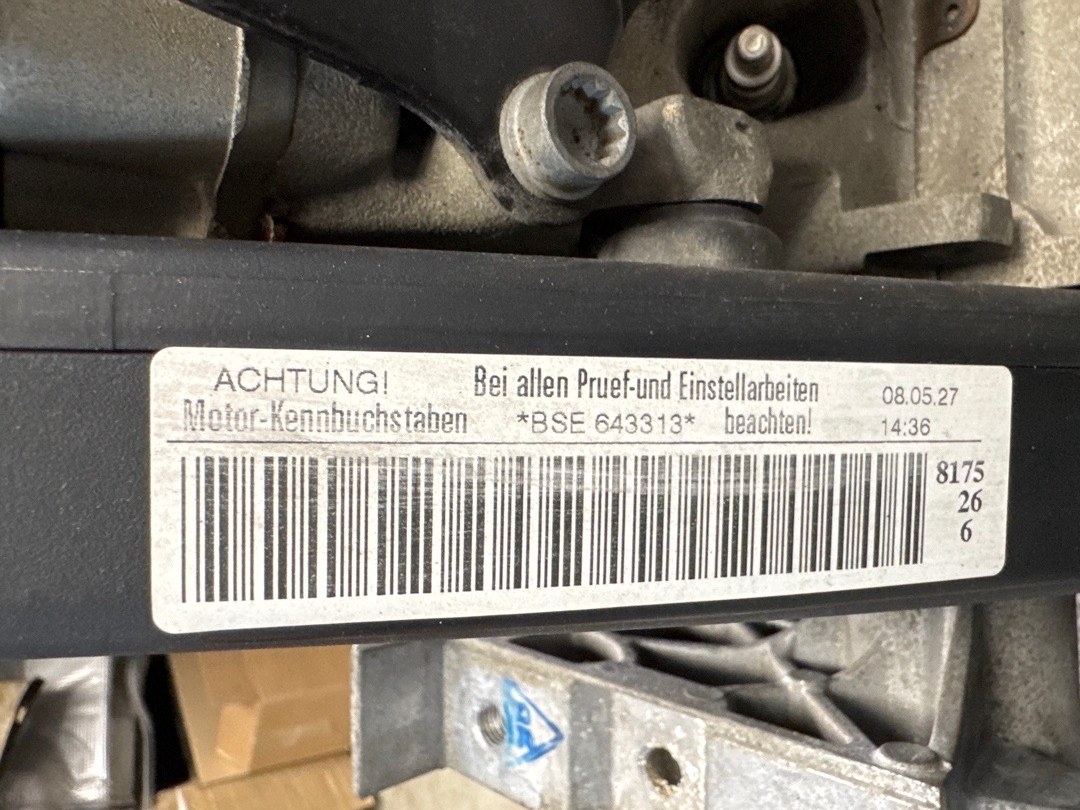 ACHTUNG! Bei allen Pruef-und Einstellarbeiten 08.05.27
Motor-Kennbuchstaben *BSE 643313* beachten! 14:36
8175
26
6